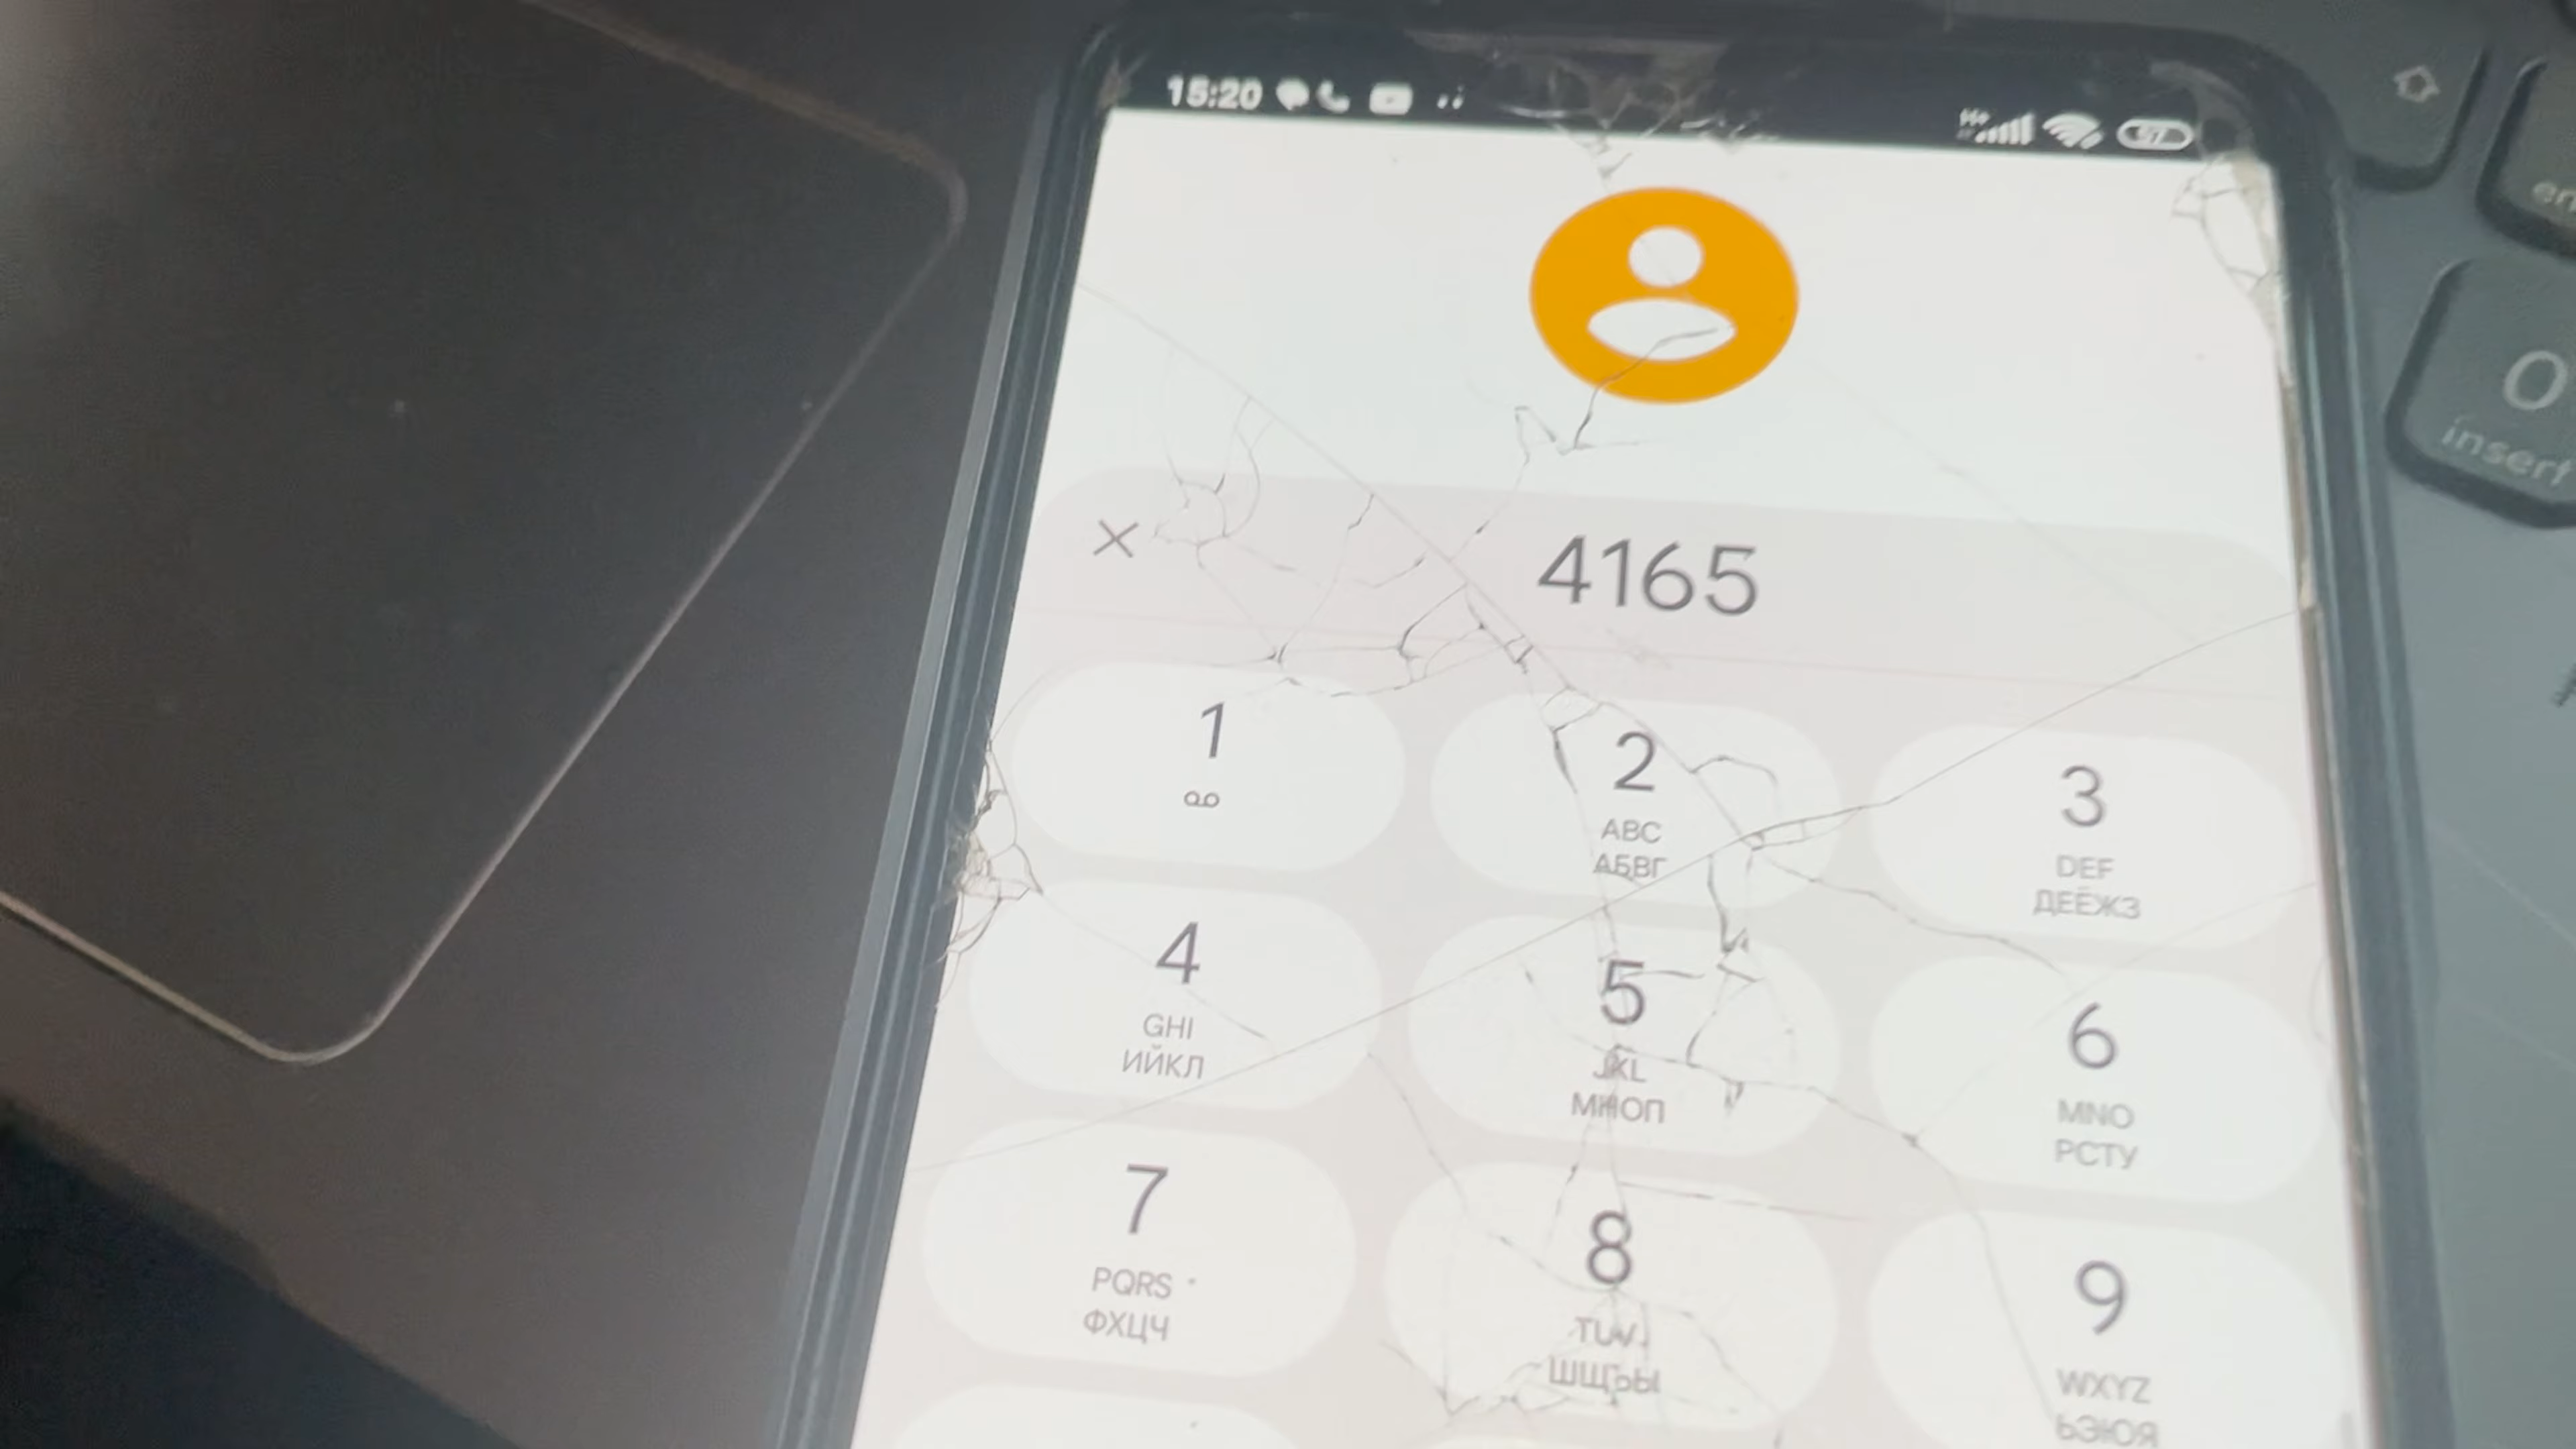 15:20
H+
57
4165
1
2
ABC
АБВГ
3
DEF
ДЕЁЖЗ
4
GHI
ИЙКЛ
5
JKL
МНОП
6
MNO
РСТУ
7
PQRS
ФХЦЧ
8
TUV
ШЩЪЫ
9
WXYZ
ЬЭЮЯ
0
insert